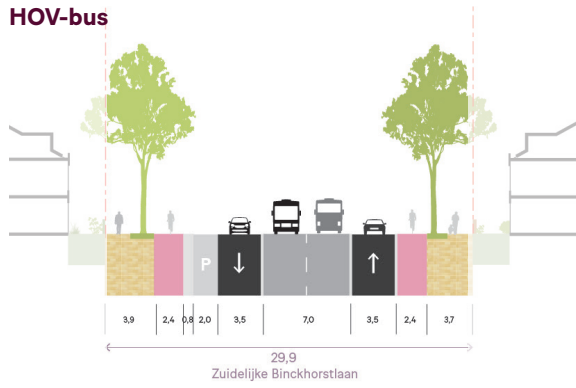 HOV-bus
P
3,9 2,4 0,8 2,0 3,5 7,0 3,5 2,4 3,7
29,9
Zuidelijke Binckhorstlaan